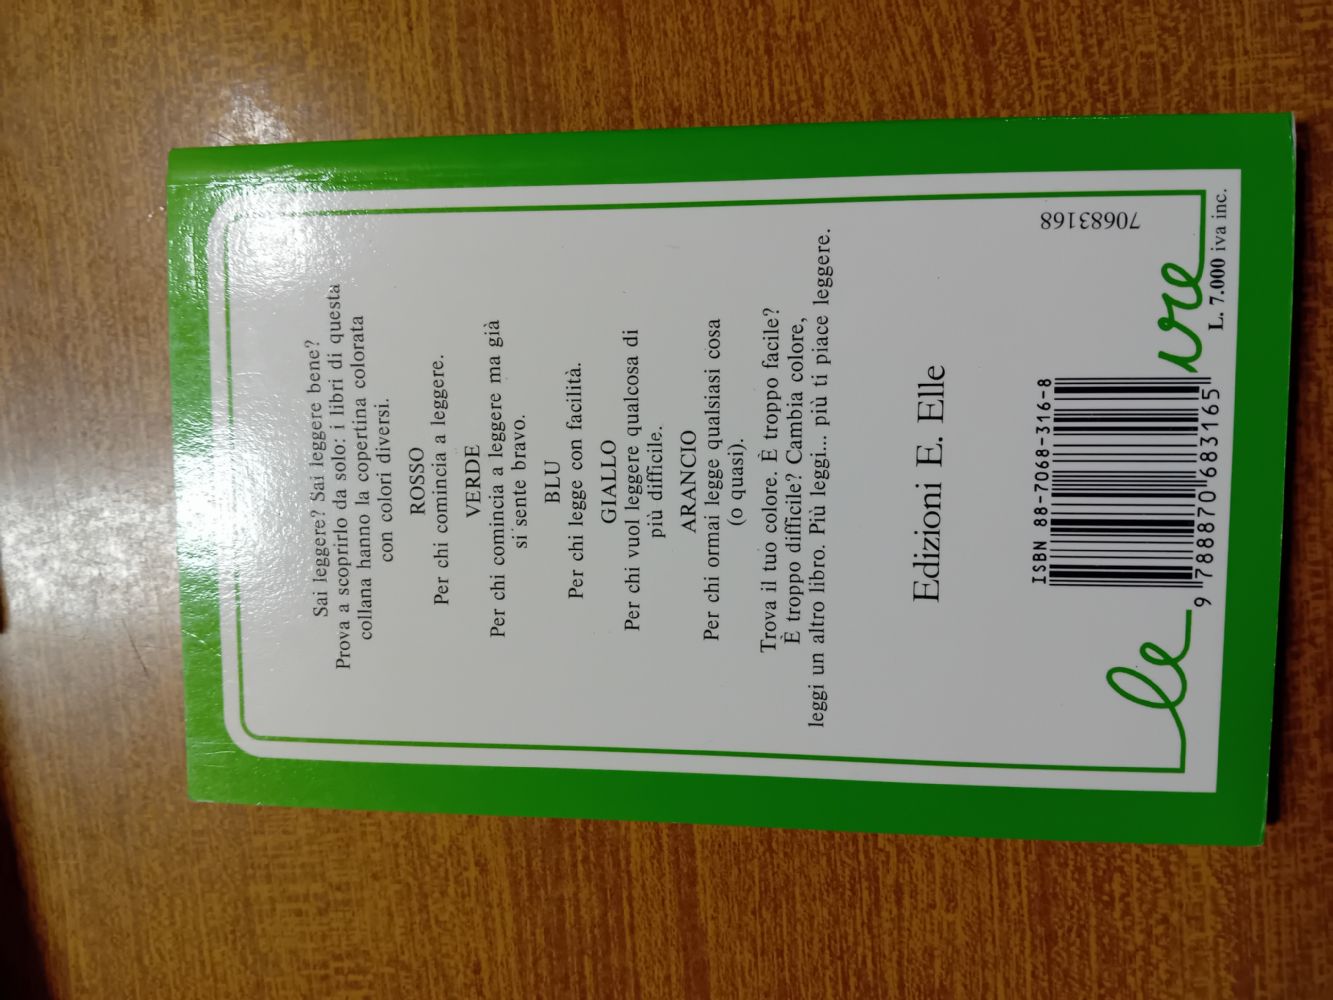 Sai leggere? Sai leggere bene?
Prova a scoprirlo da solo: i libri di questa
collana hanno la copertina colorata
con colori diversi.
ROSSO
Per chi comincia a leggere.
VERDE
Per chi comincia a leggere ma già
si sente bravo.
BLU
Per chi legge con facilità.
GIALLO
Per chi vuol leggere qualcosa di
più difficile.
ARANCIO
Per chi ormai legge qualsiasi cosa
(o quasi).
Trova il tuo colore. È troppo facile?
È troppo difficile? Cambia colore,
leggi un altro libro. Più leggi... più ti piace leggere.
Edizioni E. Elle
70683168
ISBN 88-7068-316-8
9 788870 683165
le vre
L. 7.000 iva inc.